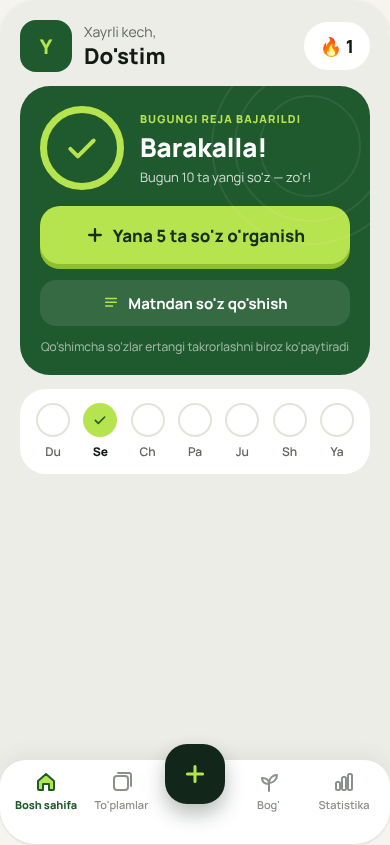 Y
Xayrli kech,
Do'stim
🔥 1
BUGUNGI REJA BAJARILDI
Barakalla!
Bugun 10 ta yangi so'z — zo'r!
+ Yana 5 ta so'z o'rganish
Matndan so'z qo'shish
Qo'shimcha so'zlar ertangi takrorlashni biroz ko'paytiradi
Du Se Ch Pa Ju Sh Ya
Bosh sahifa To'plamlar Bog' Statistika